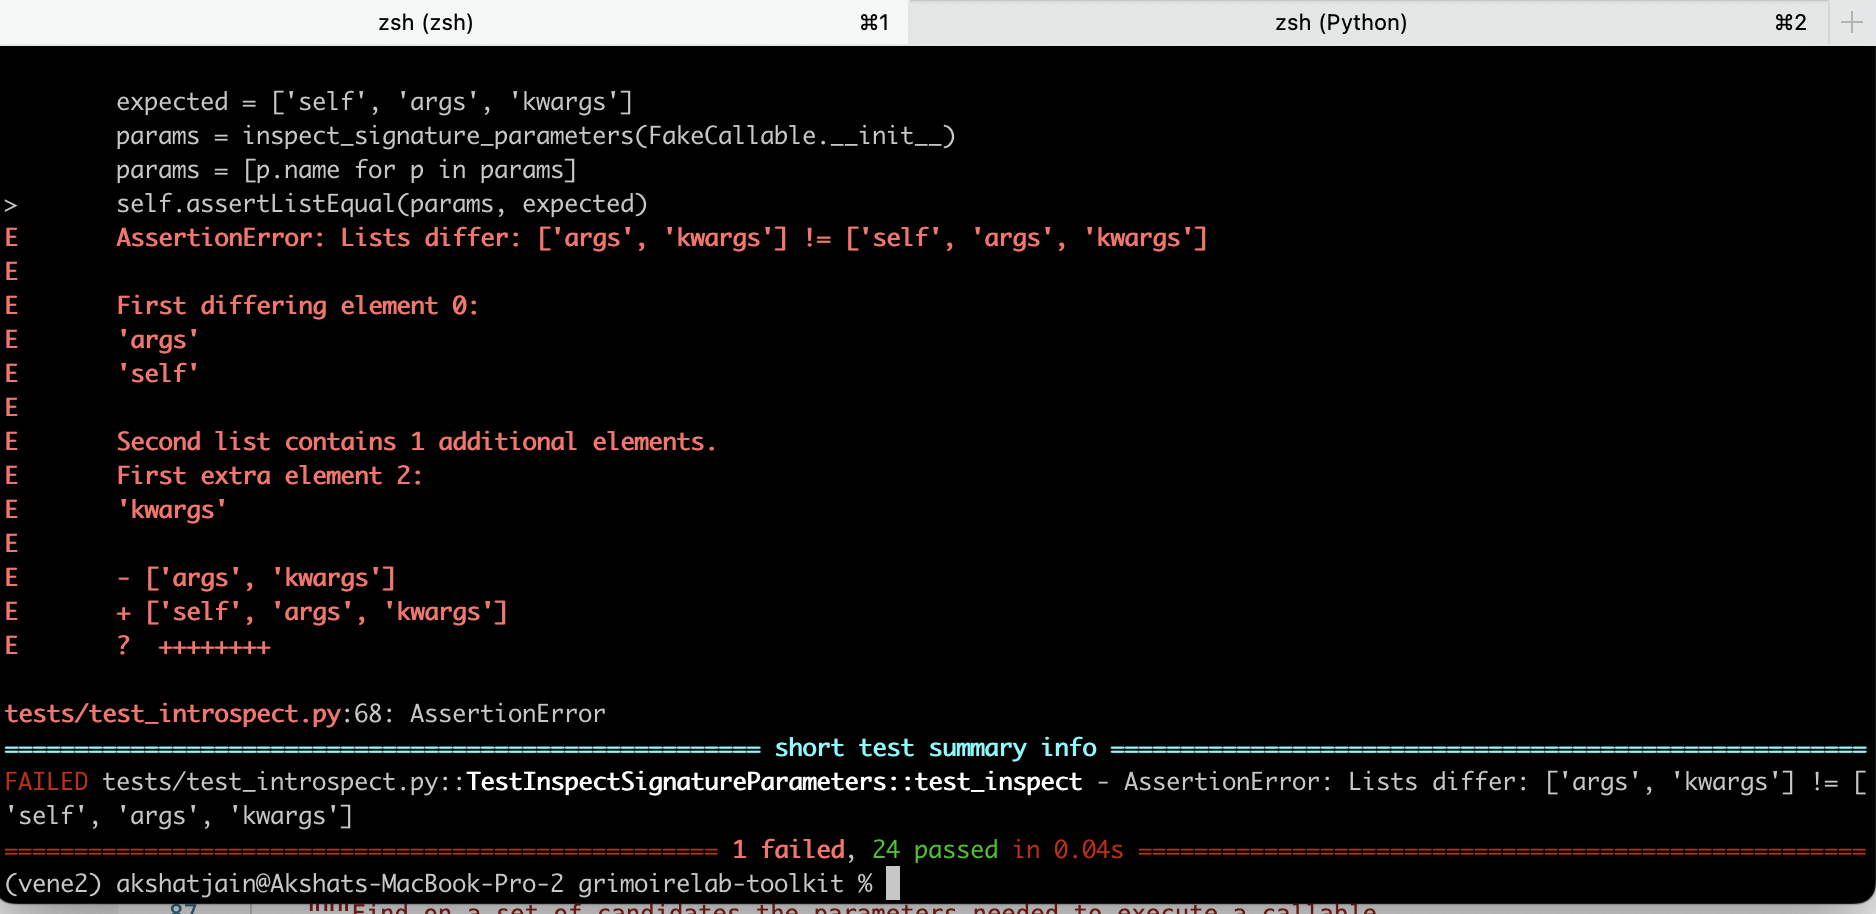 zsh (zsh) ⌘1 zsh (Python) ⌘2
expected = ['self', 'args', 'kwargs']
params = inspect_signature_parameters(FakeCallable.__init__)
params = [p.name for p in params]
> self.assertListEqual(params, expected)
E AssertionError: Lists differ: ['args', 'kwargs'] != ['self', 'args', 'kwargs']
E
E First differing element 0:
E 'args'
E 'self'
E
E Second list contains 1 additional elements.
E First extra element 2:
E 'kwargs'
E
E - ['args', 'kwargs']
E + ['self', 'args', 'kwargs']
E ? ++++++++
tests/test_introspect.py:68: AssertionError
====================================================== short test summary info ======================================================
FAILED tests/test_introspect.py::TestInspectSignatureParameters::test_inspect - AssertionError: Lists differ: ['args', 'kwargs'] != [
'self', 'args', 'kwargs']
=================================================== 1 failed, 24 passed in 0.04s ====================================================
(vene2) akshatjain@Akshats-MacBook-Pro-2 grimoirelab-toolkit %
87 """Find on a set of candidates the parameters needed to execute a callable